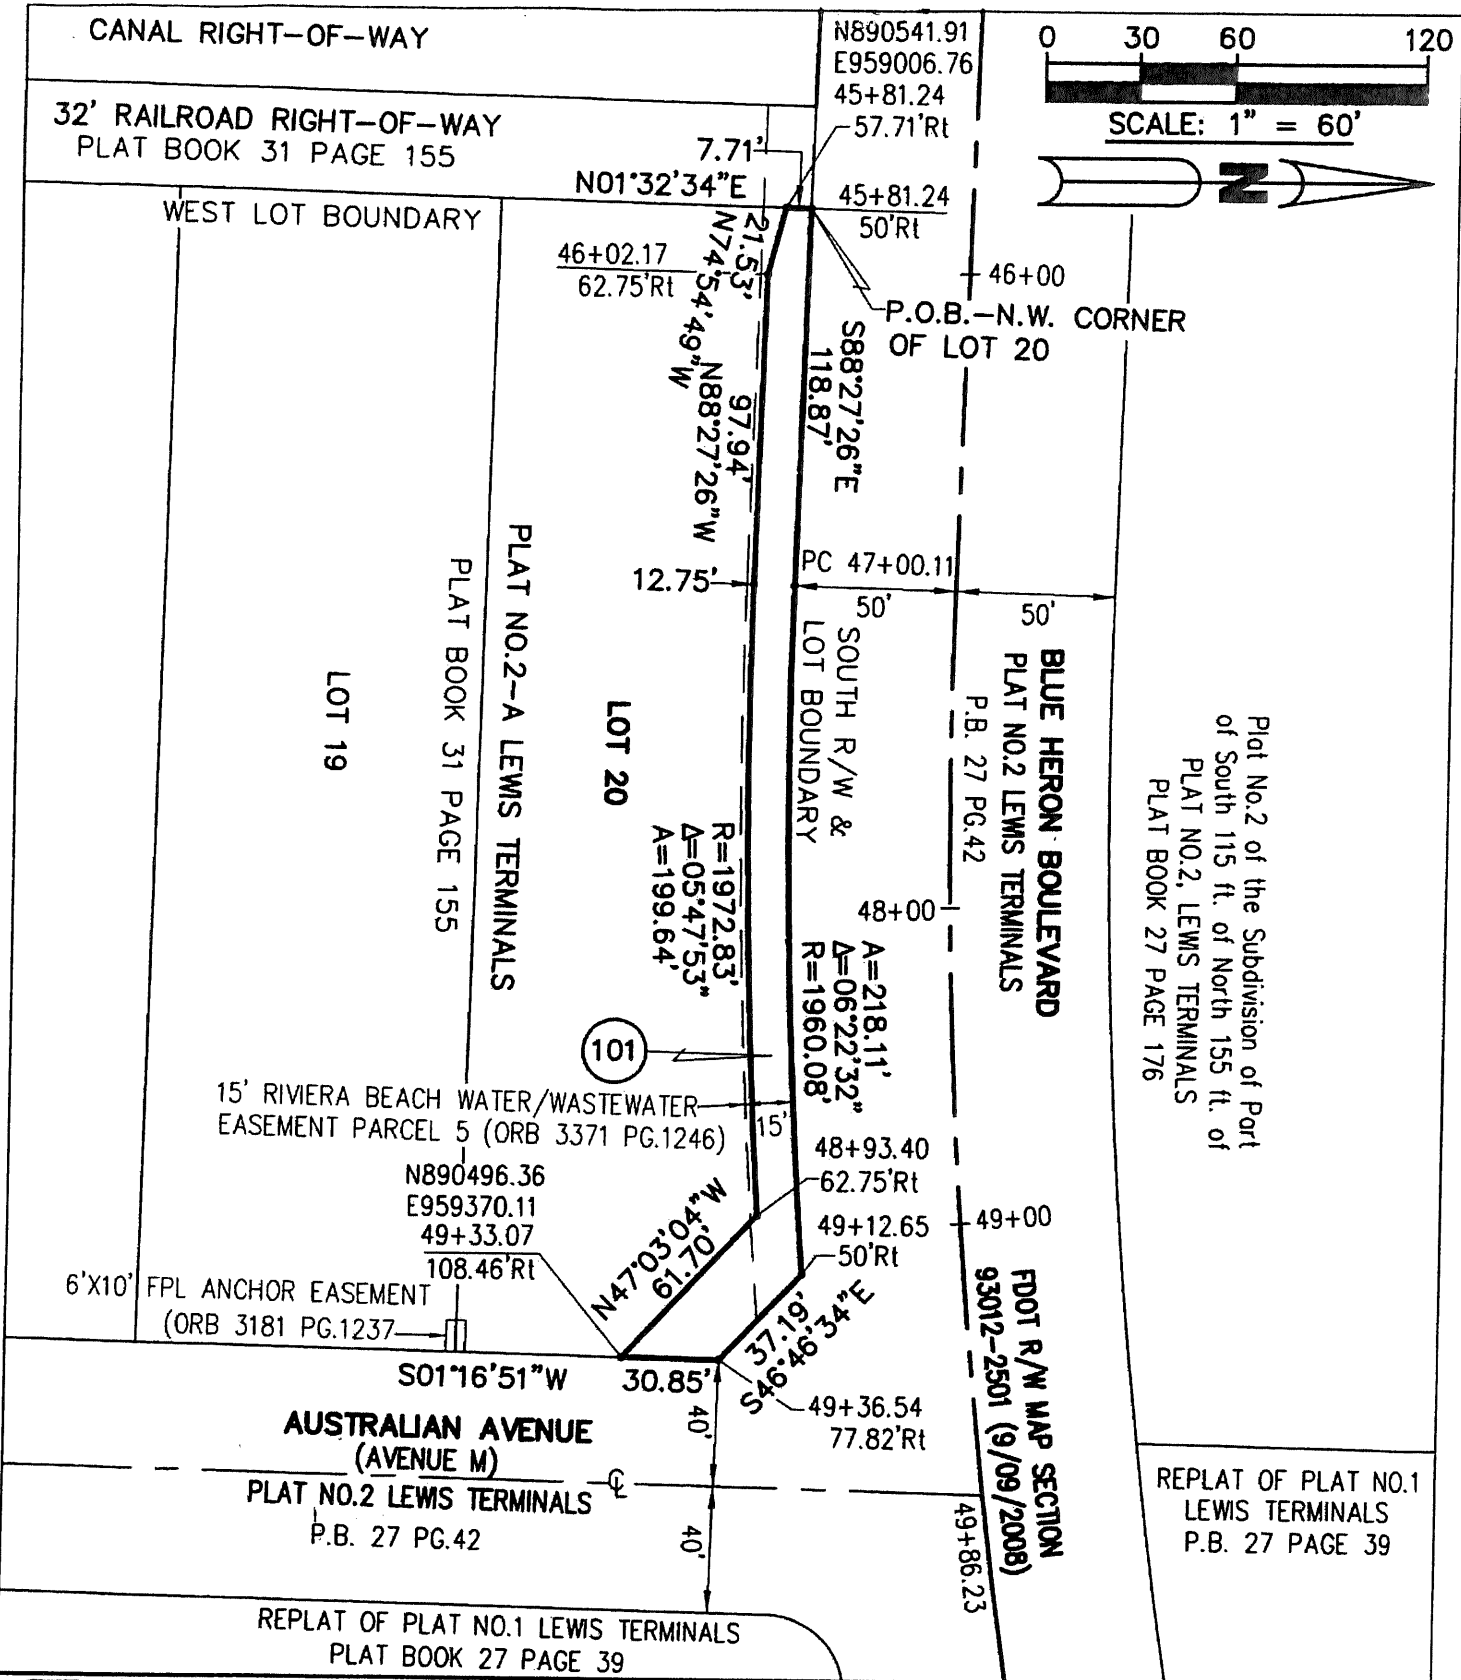 CANAL RIGHT-OF-WAY
32' RAILROAD RIGHT-OF-WAY
PLAT BOOK 31 PAGE 155
WEST LOT BOUNDARY
N890541.91
E959006.76
45+81.24
57.71'Rt
7.71'
N01°32'34"E
45+81.24
50'Rt
0 30 60 120
SCALE: 1" = 60'
N
46+02.17
62.75'Rt
21.53'
N74°54'49"W
46+00
P.O.B.-N.W. CORNER
OF LOT 20
S88°27'26"E
118.87'
97.94'
N88°27'26"W
12.75'
PC 47+00.11
50'
50'
SOUTH R/W &
LOT BOUNDARY
BLUE HERON BOULEVARD
PLAT NO.2 LEWIS TERMINALS
P.B. 27 PG.42
Plat No.2 of the Subdivision of Part
of South 115 ft. of North 155 ft. of
PLAT NO.2, LEWIS TERMINALS
PLAT BOOK 27 PAGE 176
PLAT NO.2-A LEWIS TERMINALS
PLAT BOOK 31 PAGE 155
LOT 19
LOT 20
R=1972.83'
Δ=05°47'53"
A=199.64'
48+00
A=218.11'
Δ=06°22'32"
R=1960.08'
101
15' RIVIERA BEACH WATER/WASTEWATER
EASEMENT PARCEL 5 (ORB 3371 PG.1246)
15'
48+93.40
62.75'Rt
N890496.36
E959370.11
49+33.07
108.46'Rt
49+12.65
50'Rt
49+00
N47°03'04"W
61.70'
6'X10' FPL ANCHOR EASEMENT
(ORB 3181 PG.1237
37.19'
S46°46'34"E
FDOT R/W MAP SECTION
93012-2501 (9/09/2008)
S01°16'51"W
30.85'
49+36.54
77.82'Rt
40'
AUSTRALIAN AVENUE
(AVENUE M)
PLAT NO.2 LEWIS TERMINALS
P.B. 27 PG.42
℄
40'
49+86.23
REPLAT OF PLAT NO.1
LEWIS TERMINALS
P.B. 27 PAGE 39
REPLAT OF PLAT NO.1 LEWIS TERMINALS
PLAT BOOK 27 PAGE 39